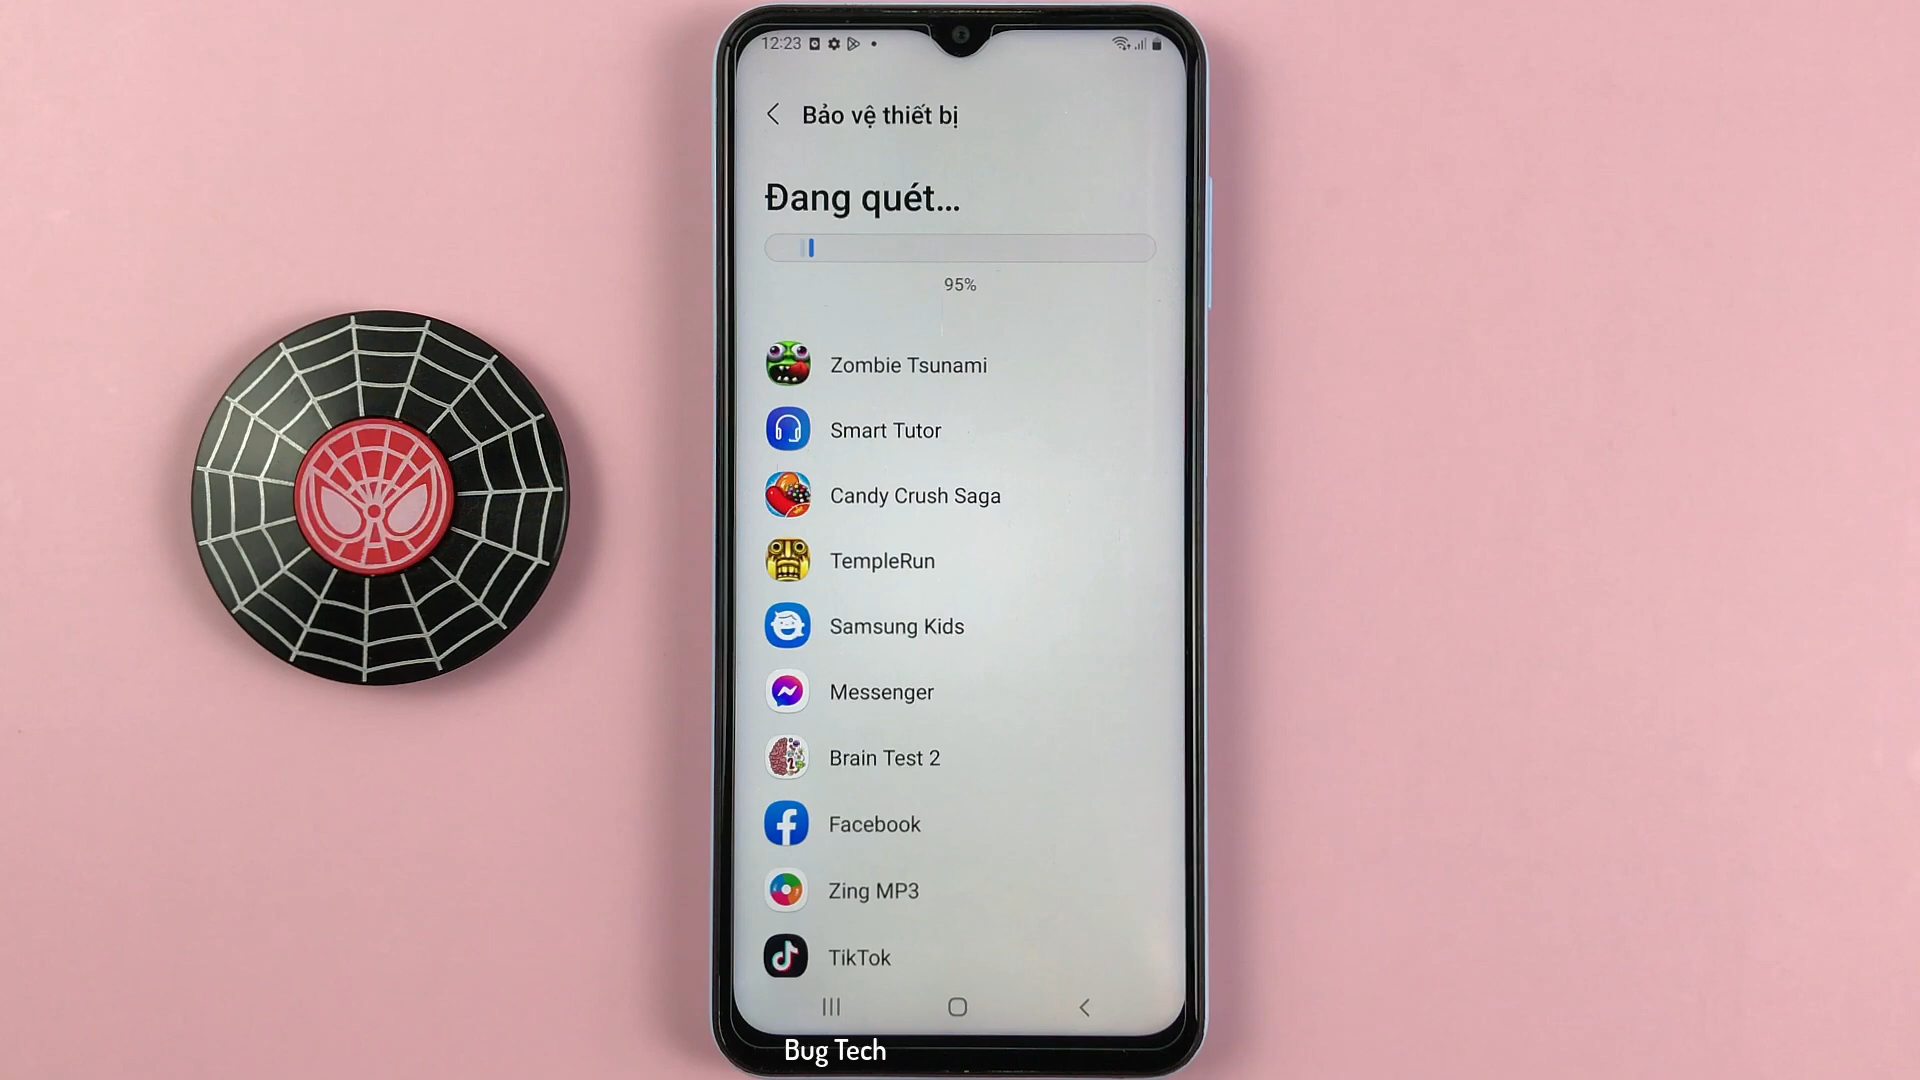 12:23
Bảo vệ thiết bị
Đang quét...
95%
Zombie Tsunami
Smart Tutor
Candy Crush Saga
TempleRun
Samsung Kids
Messenger
Brain Test 2
Facebook
Zing MP3
TikTok
Bug Tech